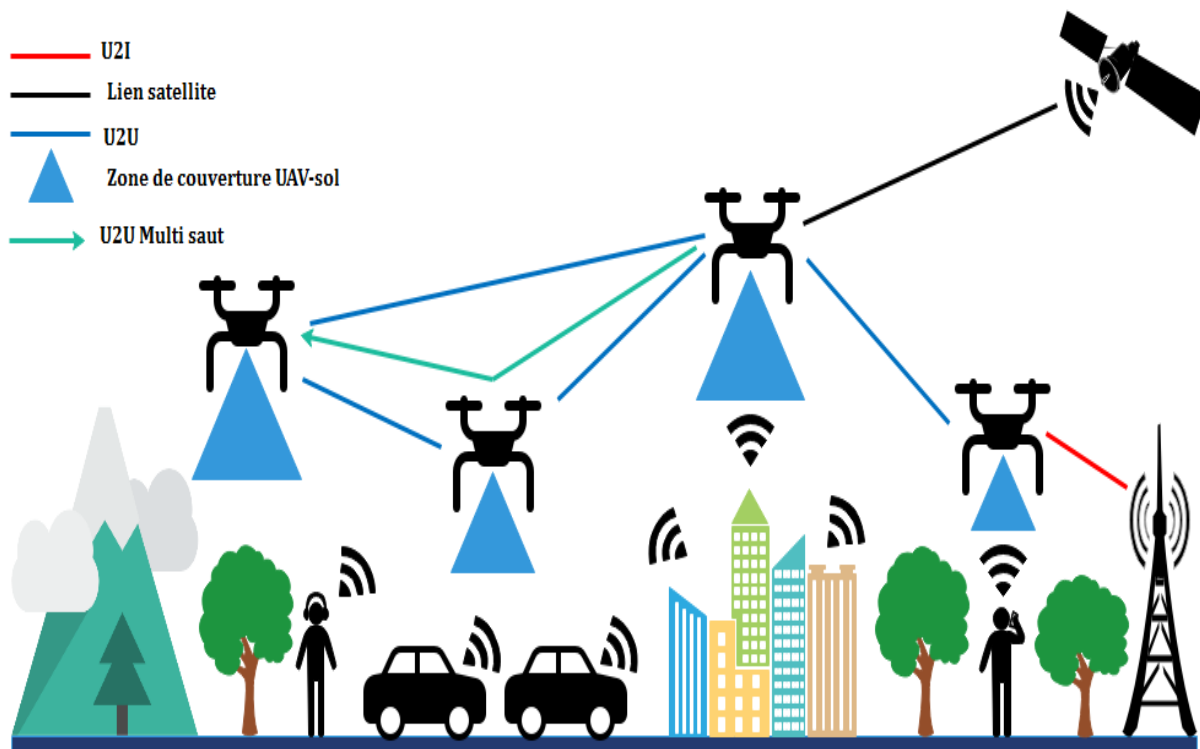 U2I
Lien satellite
U2U
Zone de couverture UAV-sol
U2U Multi saut